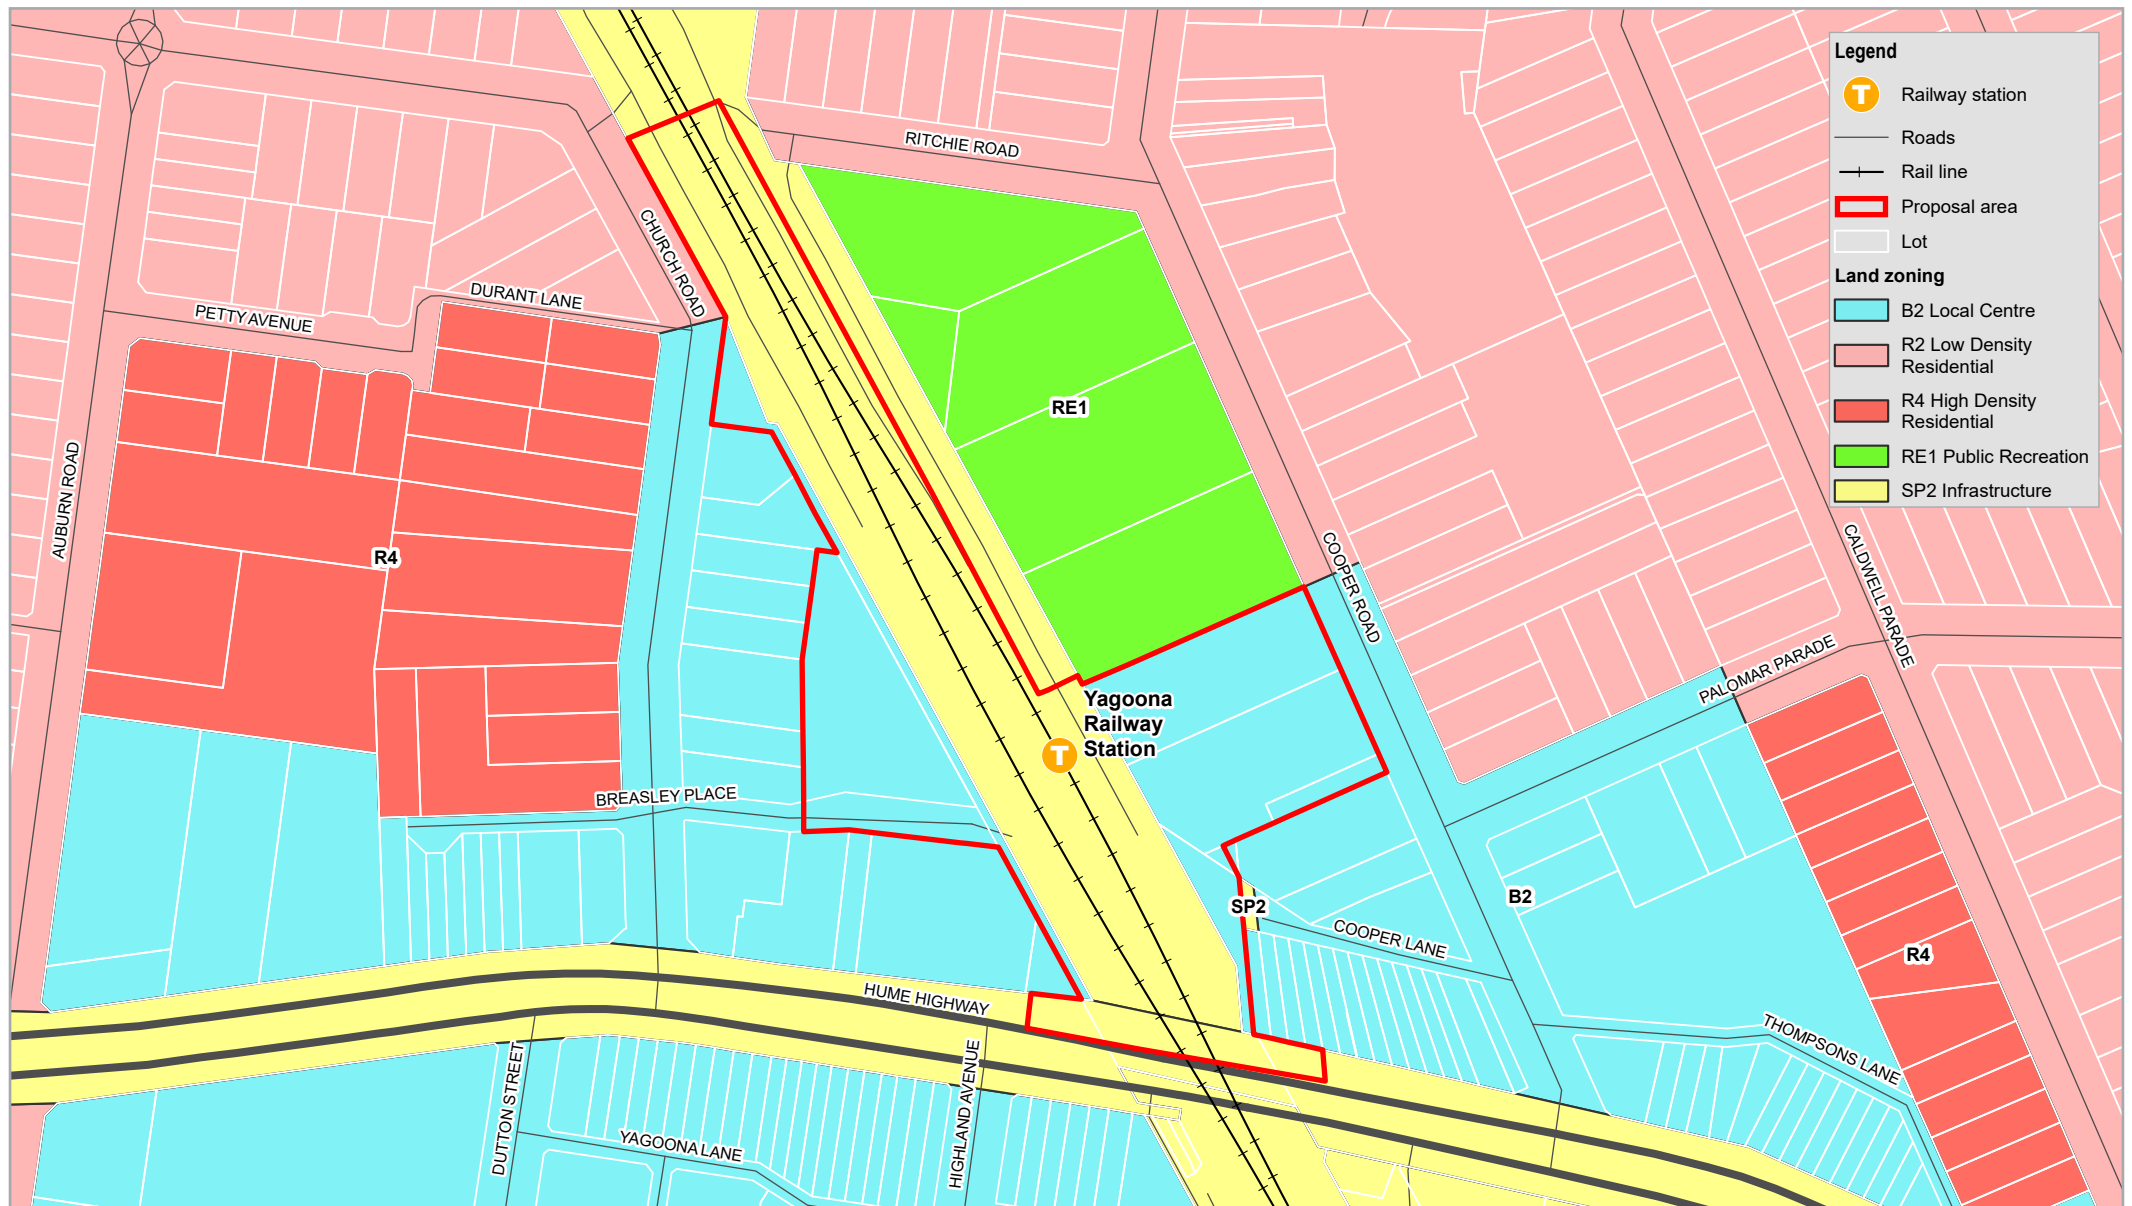 Legend
T
Railway station
Roads
Rail line
Proposal area
Lot
Land zoning
B2 Local Centre
R2 Low Density
Residential
R4 High Density
Residential
RE1 Public Recreation
SP2 Infrastructure
RITCHIE ROAD
CHURCH ROAD
DURANT LANE
PETTY AVENUE
RE1
AUBURN ROAD
R4
COOPER ROAD
CALDWELL PARADE
PALOMAR PARADE
Yagoona
Railway
Station
T
BREASLEY PLACE
B2
SP2
COOPER LANE
R4
HUME HIGHWAY
THOMPSONS LANE
DUTTON STREET
HIGHLAND AVENUE
YAGOONA LANE